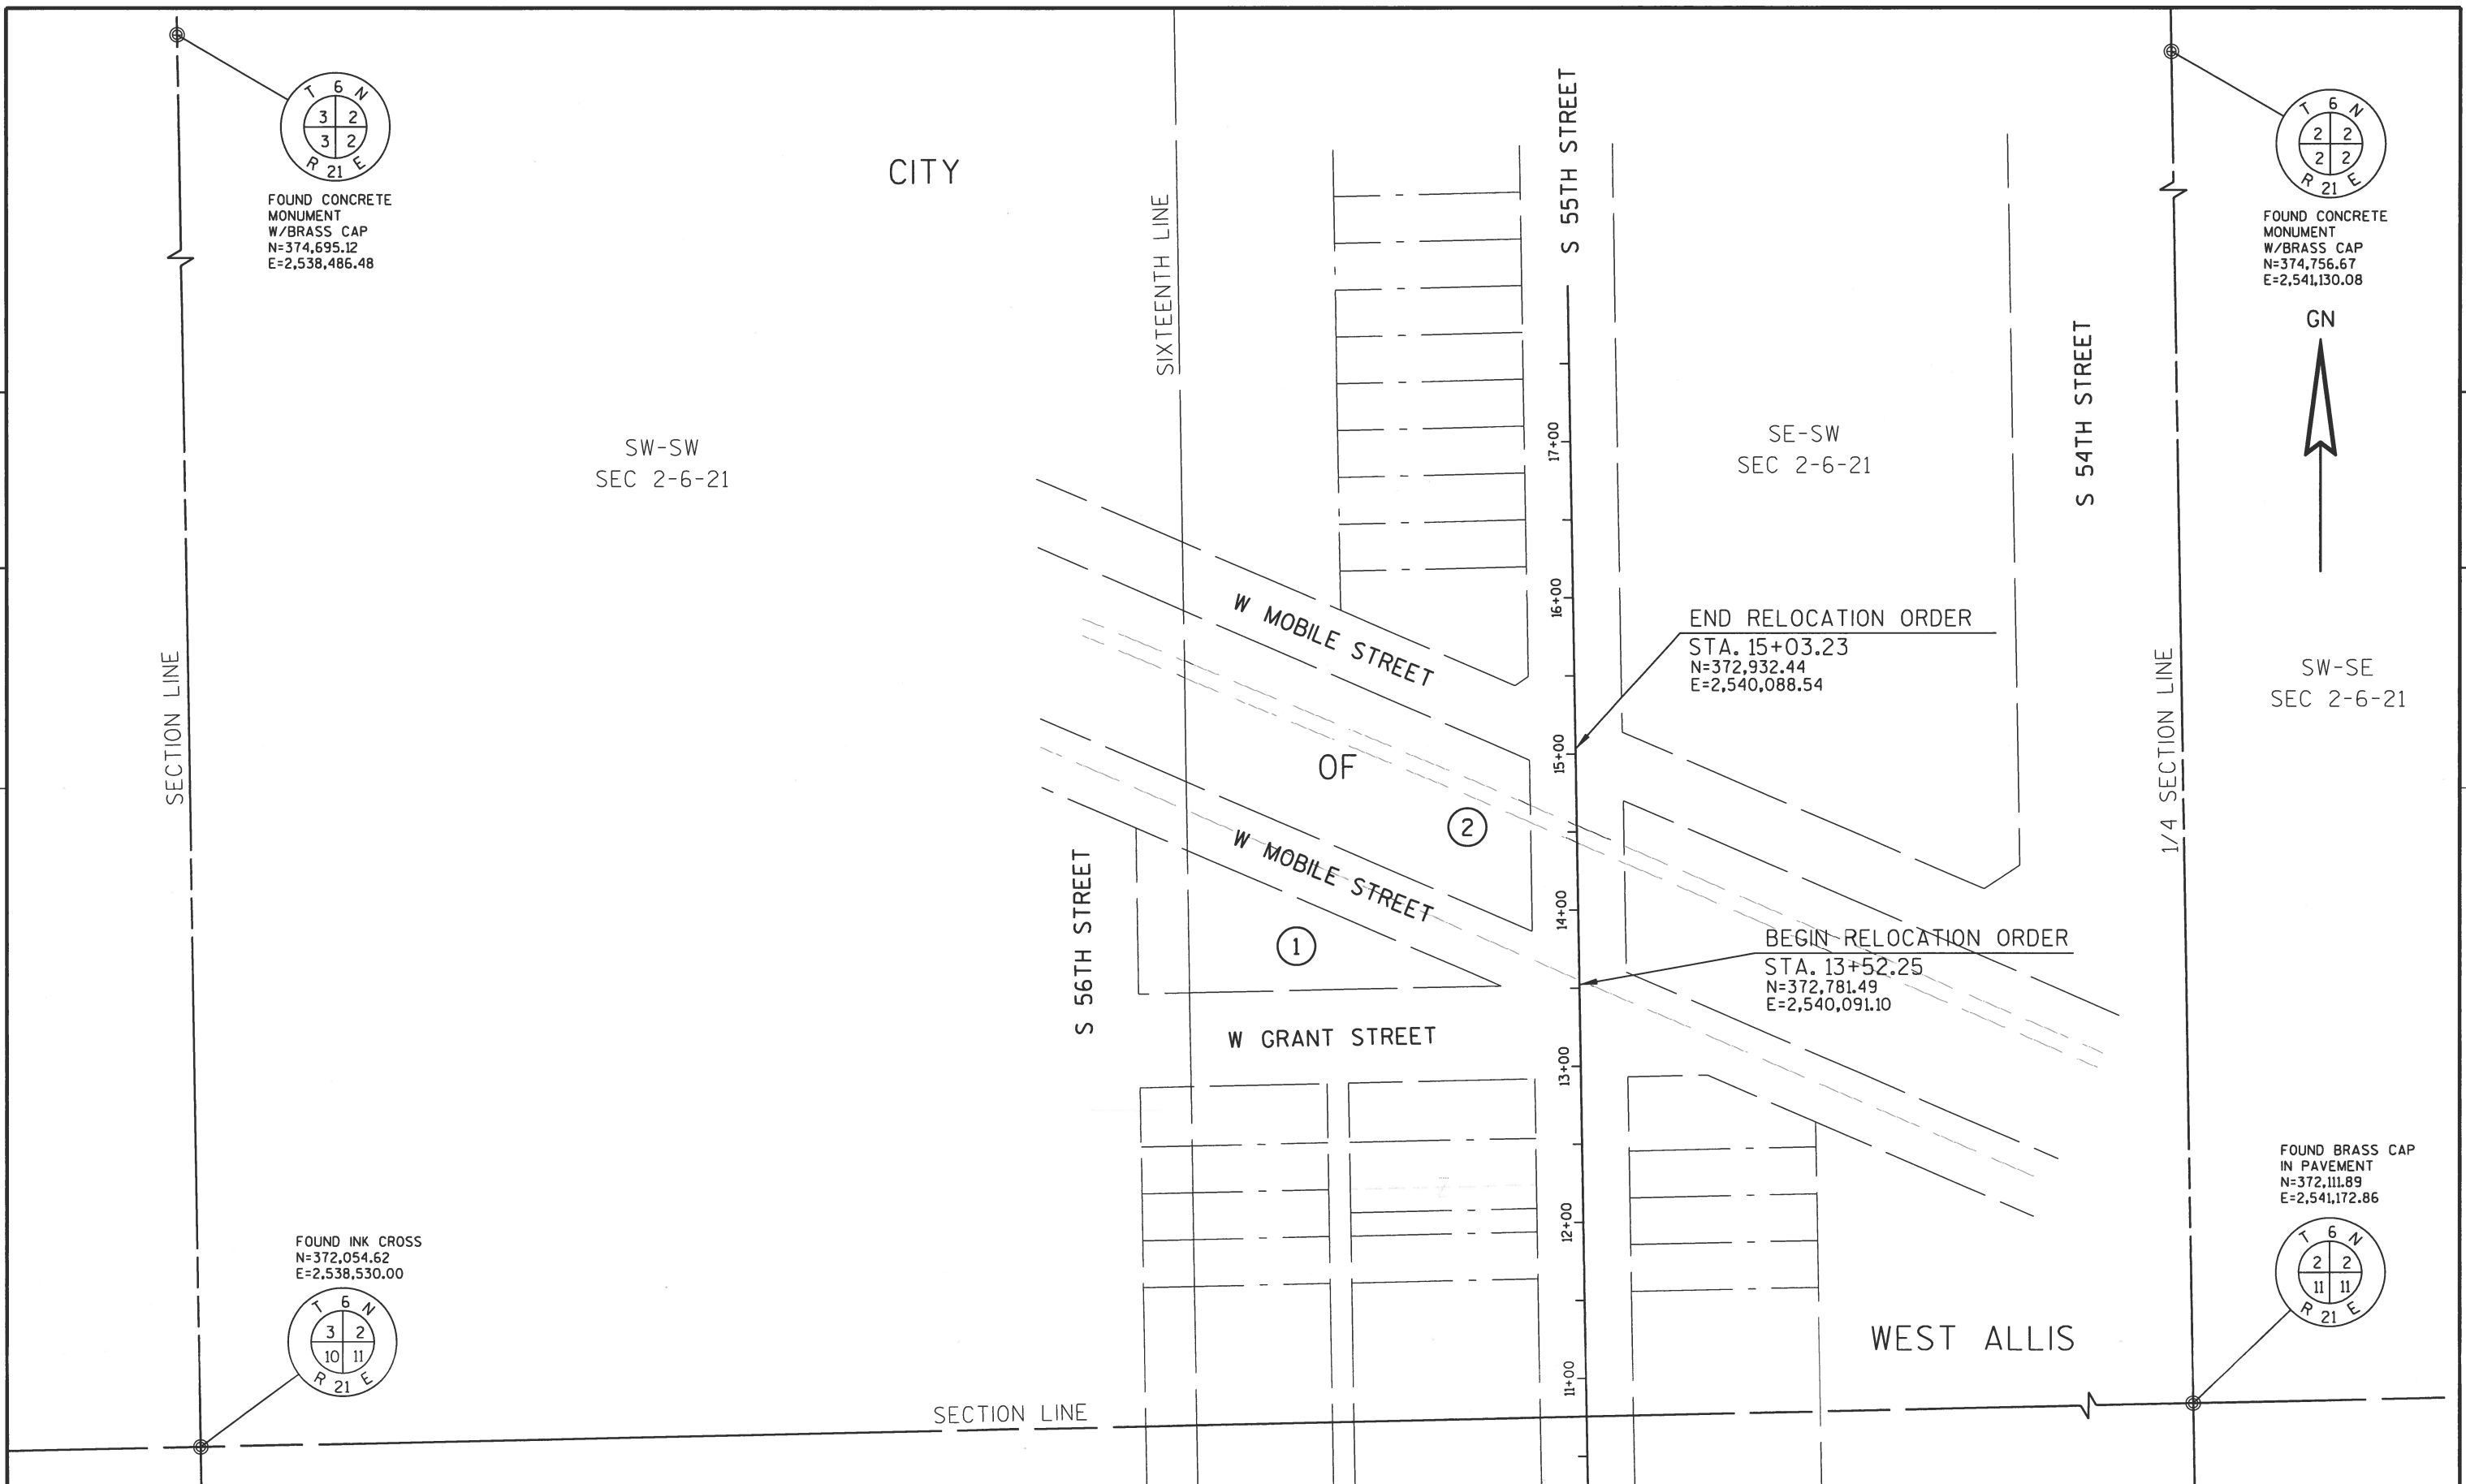 T 6 N
3 2
3 2
R 21 E
FOUND CONCRETE
MONUMENT
W/BRASS CAP
N=374,695.12
E=2,538,486.48
CITY
SIXTEENTH LINE
S 55TH STREET
T 6 N
2 2
2 2
R 21 E
FOUND CONCRETE
MONUMENT
W/BRASS CAP
N=374,756.67
E=2,541,130.08
GN
S 54TH STREET
SW-SW
SEC 2-6-21
SE-SW
SEC 2-6-21
17+00
16+00
15+00
14+00
13+00
12+00
11+00
W MOBILE STREET
END RELOCATION ORDER
STA. 15+03.23
N=372,932.44
E=2,540,088.54
SECTION LINE
1/4 SECTION LINE
SW-SE
SEC 2-6-21
OF
2
W MOBILE STREET
S 56TH STREET
1
BEGIN RELOCATION ORDER
STA. 13+52.25
N=372,781.49
E=2,540,091.10
W GRANT STREET
FOUND BRASS CAP
IN PAVEMENT
N=372,111.89
E=2,541,172.86
T 6 N
2 2
11 11
R 21 E
FOUND INK CROSS
N=372,054.62
E=2,538,530.00
T 6 N
3 2
10 11
R 21 E
WEST ALLIS
SECTION LINE